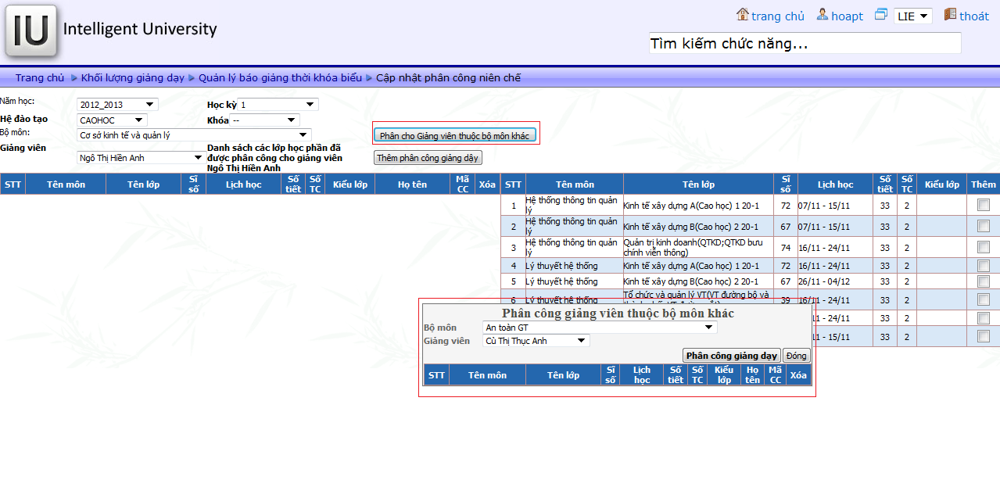 IU Intelligent University
trang chủ hoapt LIE thoát
Tìm kiếm chức năng...
Trang chủ Khối lượng giảng dạy Quản lý báo giảng thời khóa biểu Cập nhật phân công niên chế
Năm học: 2012_2013 Học kỳ 1
Hệ đào tạo CAOHOC Khóa --
Bộ môn: Cơ sở kinh tế và quản lý Phân cho Giảng viên thuộc bộ môn khác
Giảng viên Ngô Thị Hiền Anh
Danh sách các lớp học phần đã
được phân công cho giảng viên
Ngô Thị Hiền Anh
Thêm phân công giảng dậy
STT Tên môn Tên lớp Sĩ số Lịch học Số tiết Số TC Kiểu lớp Họ tên Mã CC Xóa
STT Tên môn Tên lớp Sĩ số Lịch học Số tiết Số TC Kiểu lớp Thêm
1 Hệ thống thông tin quản lý Kinh tế xây dựng A(Cao học) 1 20-1 72 07/11 - 15/11 33 2
2 Hệ thống thông tin quản lý Kinh tế xây dựng B(Cao học) 2 20-1 67 07/11 - 15/11 33 2
3 Hệ thống thông tin quản lý Quản trị kinh doanh(QTKD;QTKD bưu chính viễn thông) 74 16/11 - 24/11 33 2
4 Lý thuyết hệ thống Kinh tế xây dựng A(Cao học) 1 20-1 72 16/11 - 24/11 33 2
5 Lý thuyết hệ thống Kinh tế xây dựng B(Cao học) 2 20-1 67 26/11 - 04/12 33 2
6 Lý thuyết hệ thống Tổ chức và quản lý VT(VT đường bộ và 39 16/11 - 24/11 33 2
- 24/11 33 2
- 15/11 33 2
Phân công giảng viên thuộc bộ môn khác
Bộ môn An toàn GT
Giảng viên Cù Thị Thục Anh
Phân công giảng dạy Đóng
STT Tên môn Tên lớp Sĩ số Lịch học Số tiết Số TC Kiểu lớp Họ tên Mã CC Xóa